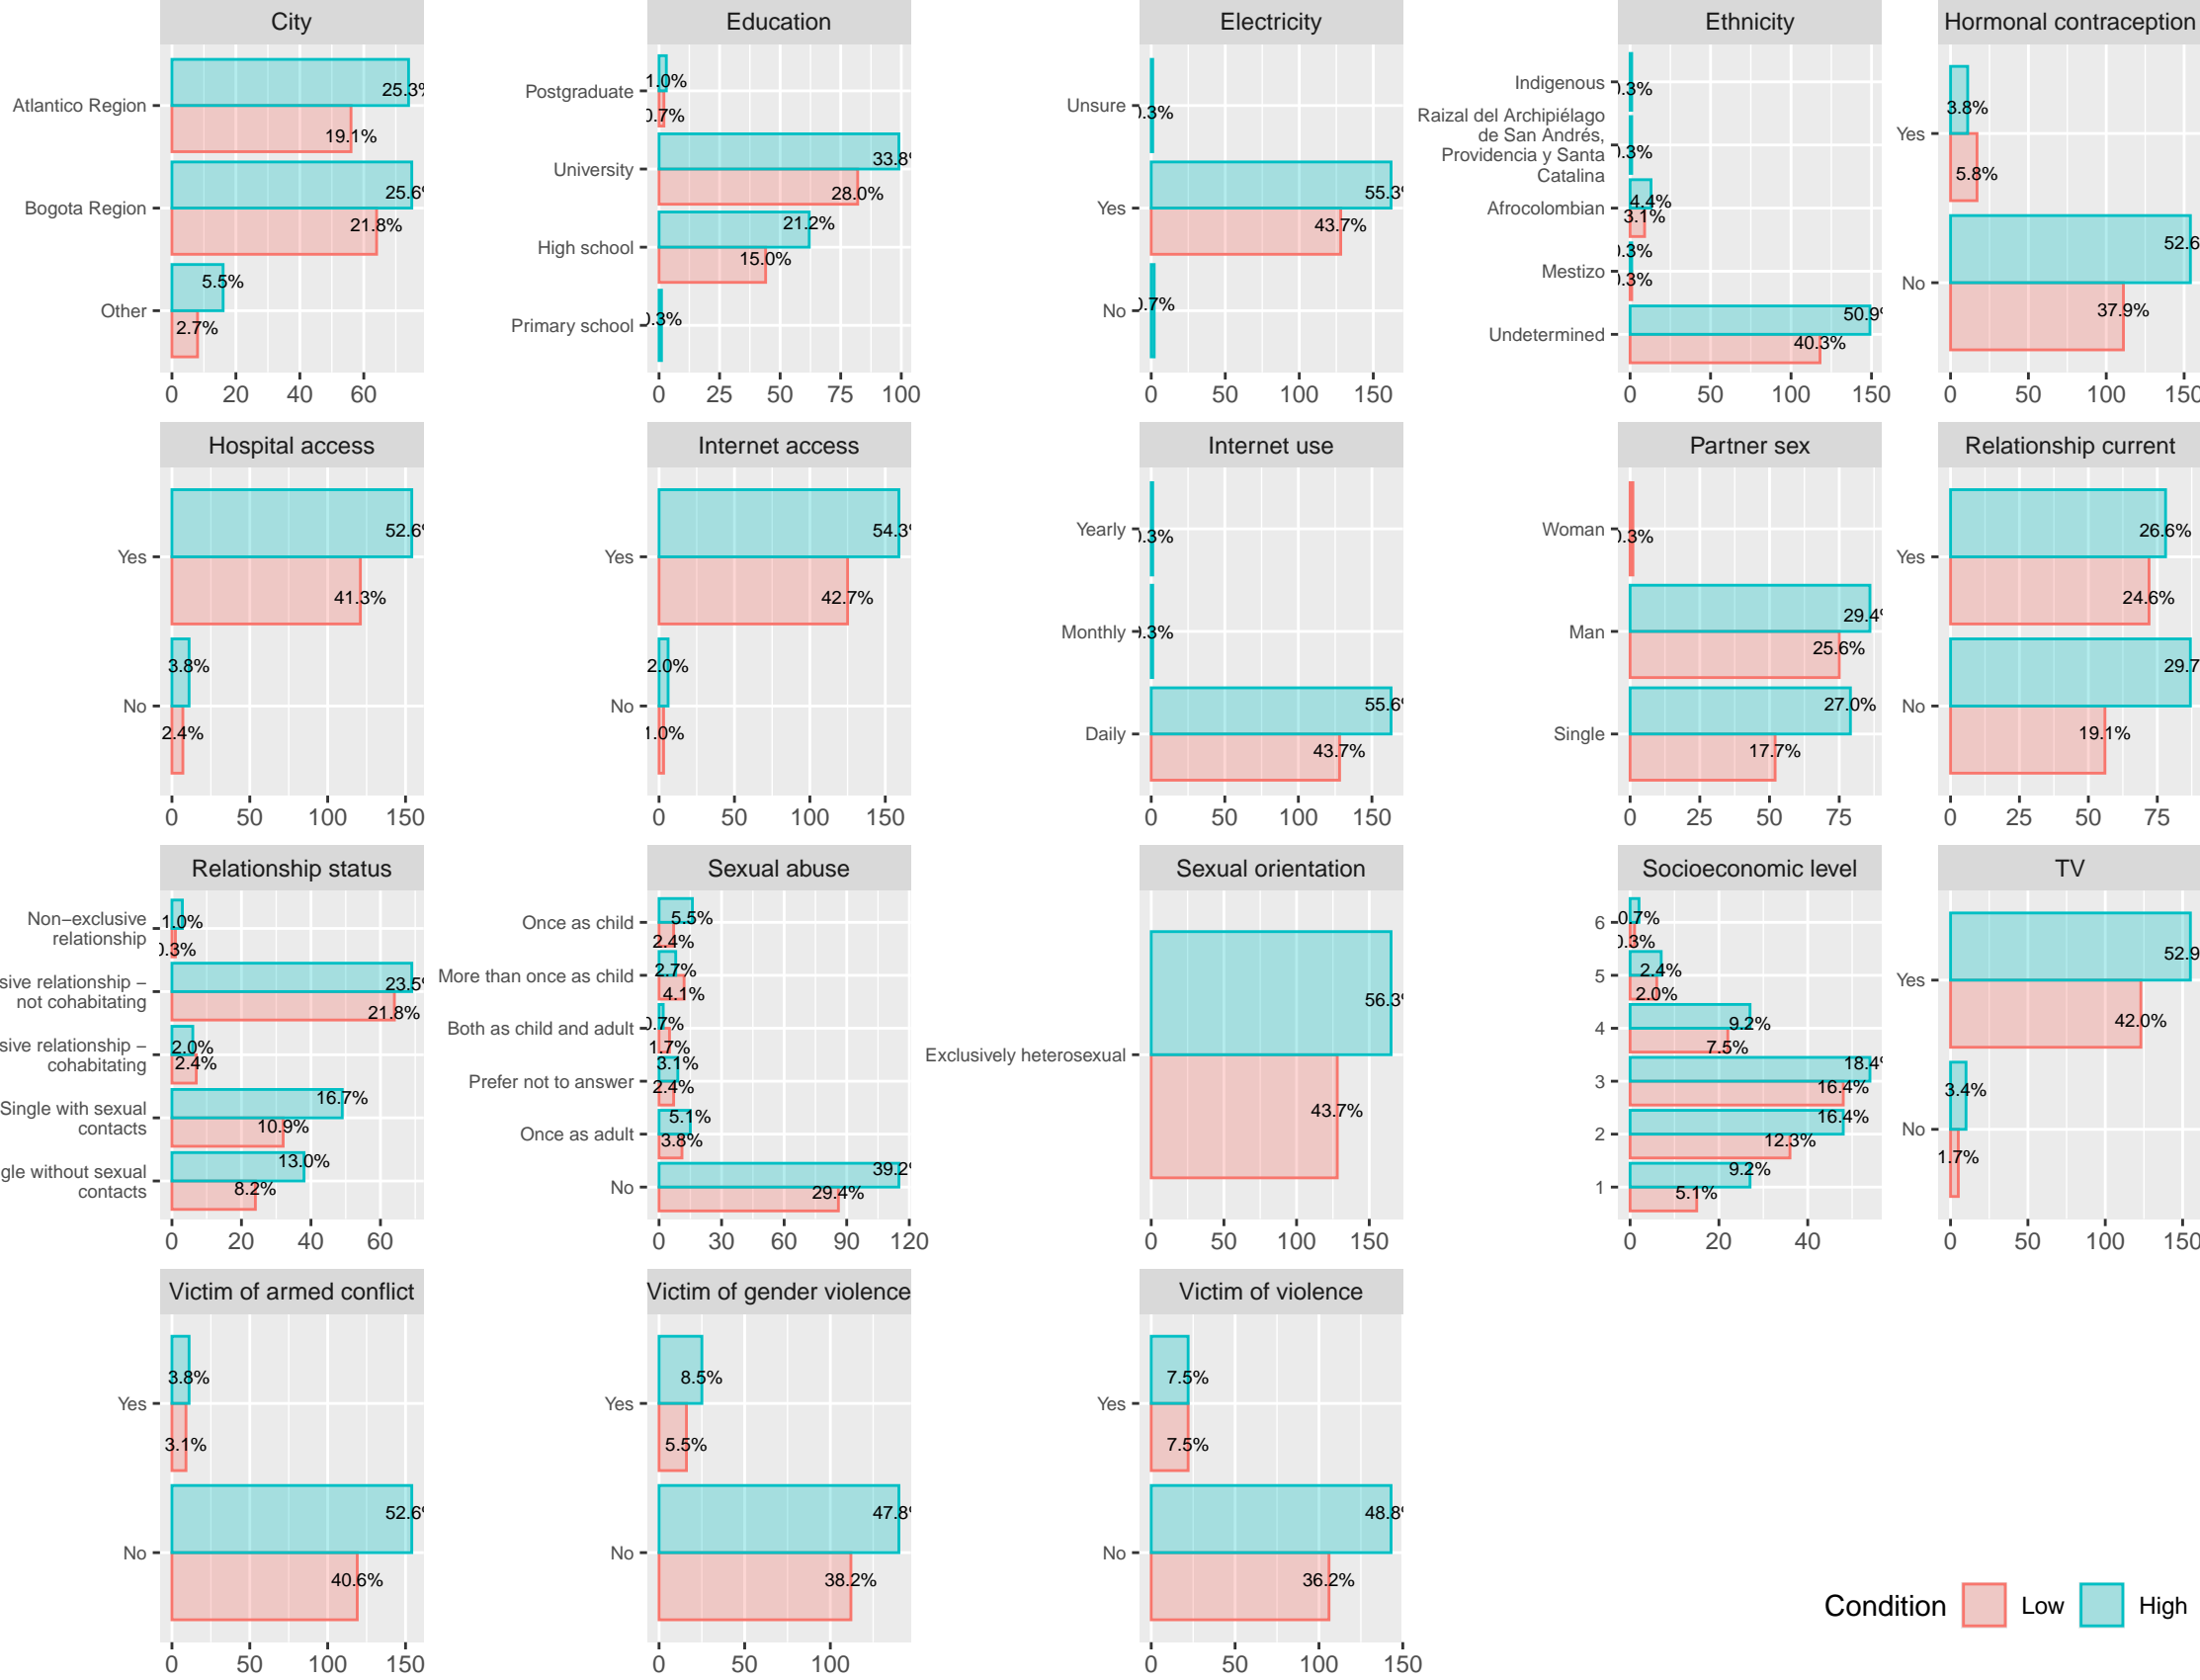 City
Atlantico Region
25.3%
19.1%
Bogota Region
25.6%
21.8%
Other
5.5%
2.7%
0 20 40 60
Education
Postgraduate
1.0%
0.7%
University
33.8%
28.0%
High school
21.2%
15.0%
Primary school
0.3%
0 25 50 75 100
Electricity
Unsure
0.3%
Yes
55.3%
43.7%
No
0.7%
0 50 100 150
Ethnicity
Indigenous
0.3%
Raizal del Archipiélago
de San Andrés,
Providencia y Santa
Catalina
0.3%
Afrocolombian
4.4%
3.1%
Mestizo
0.3%
0.3%
Undetermined
50.9%
40.3%
0 50 100 150
Hormonal contraception
Yes
3.8%
5.8%
No
52.6
37.9%
0 50 100 150
Hospital access
Yes
52.6%
41.3%
No
3.8%
2.4%
0 50 100 150
Internet access
Yes
54.3%
42.7%
No
2.0%
1.0%
0 50 100 150
Internet use
Yearly
0.3%
Monthly
0.3%
Daily
55.6%
43.7%
0 50 100 150
Partner sex
Woman
0.3%
Man
29.4%
25.6%
Single
27.0%
17.7%
0 25 50 75
Relationship current
Yes
26.6%
24.6%
No
29.7
19.1%
0 25 50 75
Relationship status
Non−exclusive
relationship
1.0%
0.3%
sive relationship −
not cohabitating
23.5%
21.8%
sive relationship −
cohabitating
2.0%
2.4%
Single with sexual
contacts
16.7%
10.9%
gle without sexual
contacts
13.0%
8.2%
0 20 40 60
Sexual abuse
Once as child
5.5%
2.4%
More than once as child
2.7%
4.1%
Both as child and adult
0.7%
1.7%
Prefer not to answer
3.1%
2.4%
Once as adult
5.1%
3.8%
No
39.2%
29.4%
0 30 60 90 120
Sexual orientation
Exclusively heterosexual
56.3%
43.7%
0 50 100 150
Socioeconomic level
6
0.7%
0.3%
5
2.4%
2.0%
4
9.2%
7.5%
3
18.4%
16.4%
2
16.4%
12.3%
1
9.2%
5.1%
0 20 40
TV
Yes
52.9
42.0%
No
3.4%
1.7%
0 50 100 150
Victim of armed conflict
Yes
3.8%
3.1%
No
52.6%
40.6%
0 50 100 150
Victim of gender violence
Yes
8.5%
5.5%
No
47.8%
38.2%
0 50 100
Victim of violence
Yes
7.5%
7.5%
No
48.8%
36.2%
0 50 100 150
Condition Low High